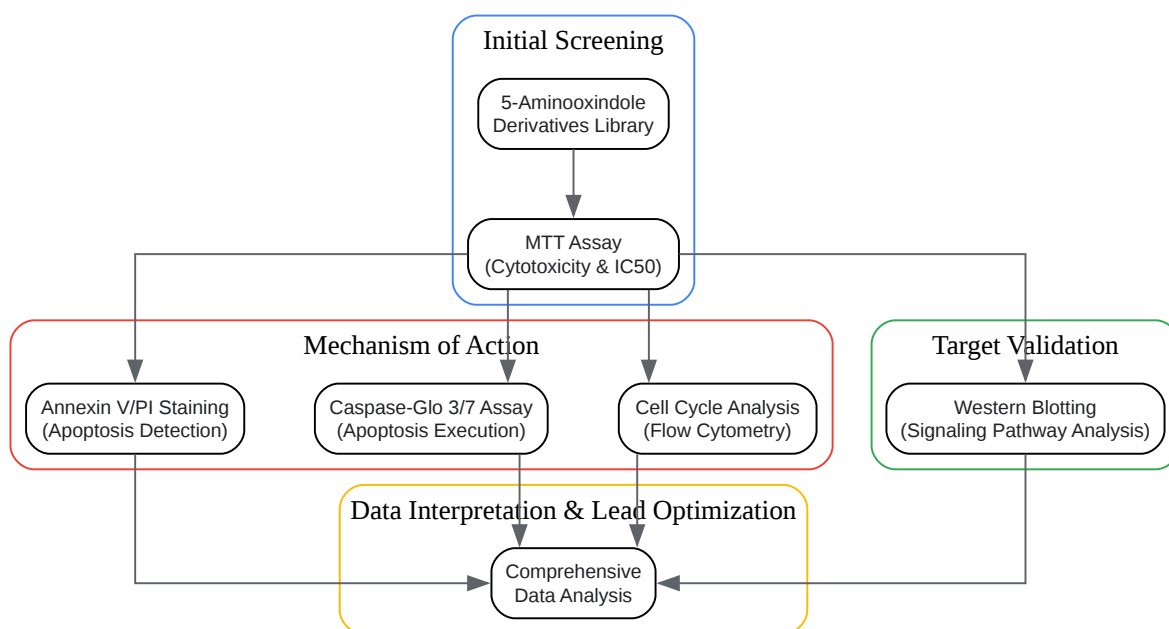 Initial Screening
5-Aminooxindole
Derivatives Library
MTT Assay
(Cytotoxicity & IC50)
Mechanism of Action
Target Validation
Annexin V/PI Staining
(Apoptosis Detection)
Caspase-Glo 3/7 Assay
(Apoptosis Execution)
Cell Cycle Analysis
(Flow Cytometry)
Western Blotting
(Signaling Pathway Analysis)
Data Interpretation & Lead Optimization
Comprehensive
Data Analysis